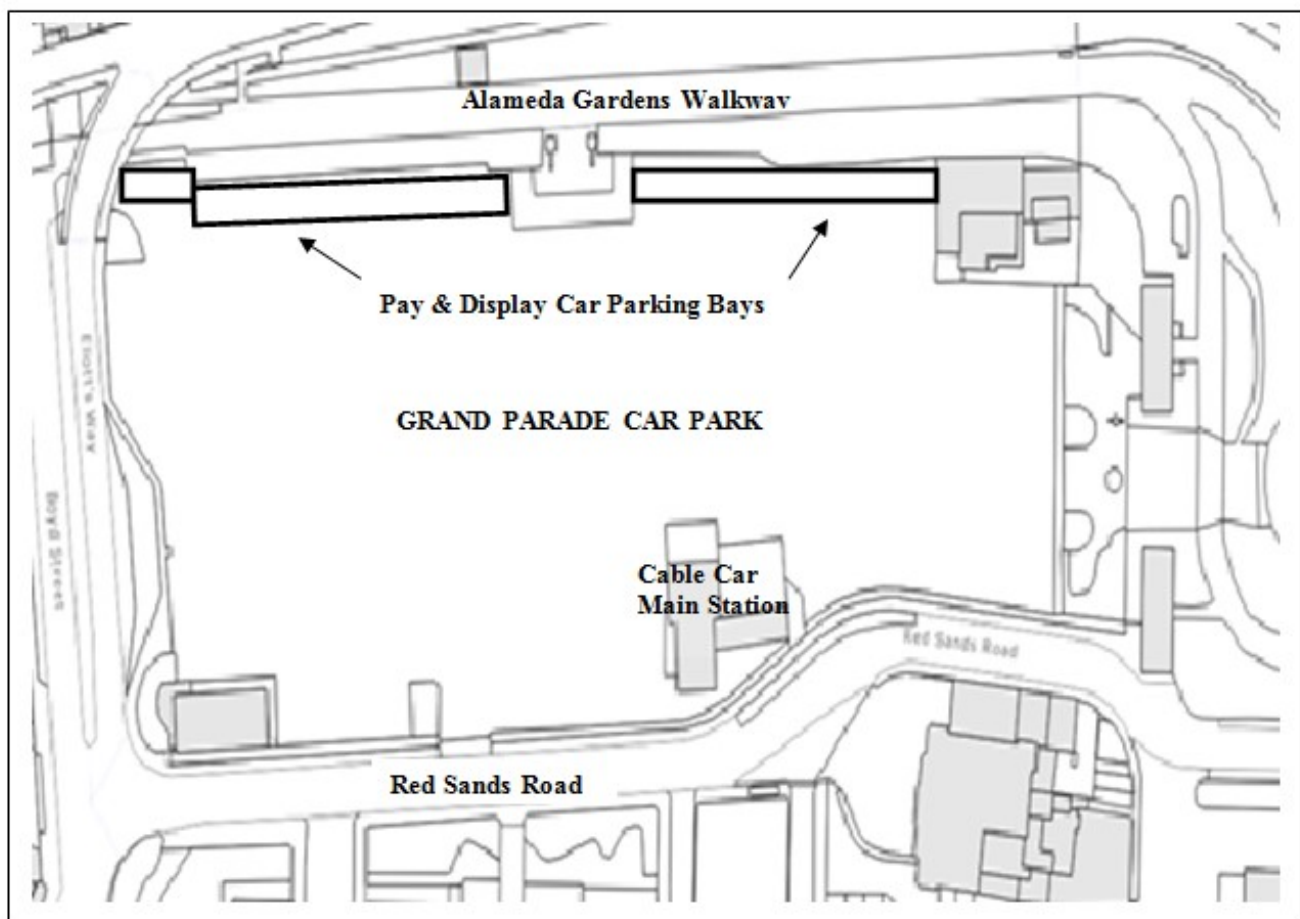 Alameda Gardens Walkway
Pay & Display Car Parking Bays
Eliott's Way
GRAND PARADE CAR PARK
Boyd Street
Cable Car
Main Station
Red Sands Road
Red Sands Road